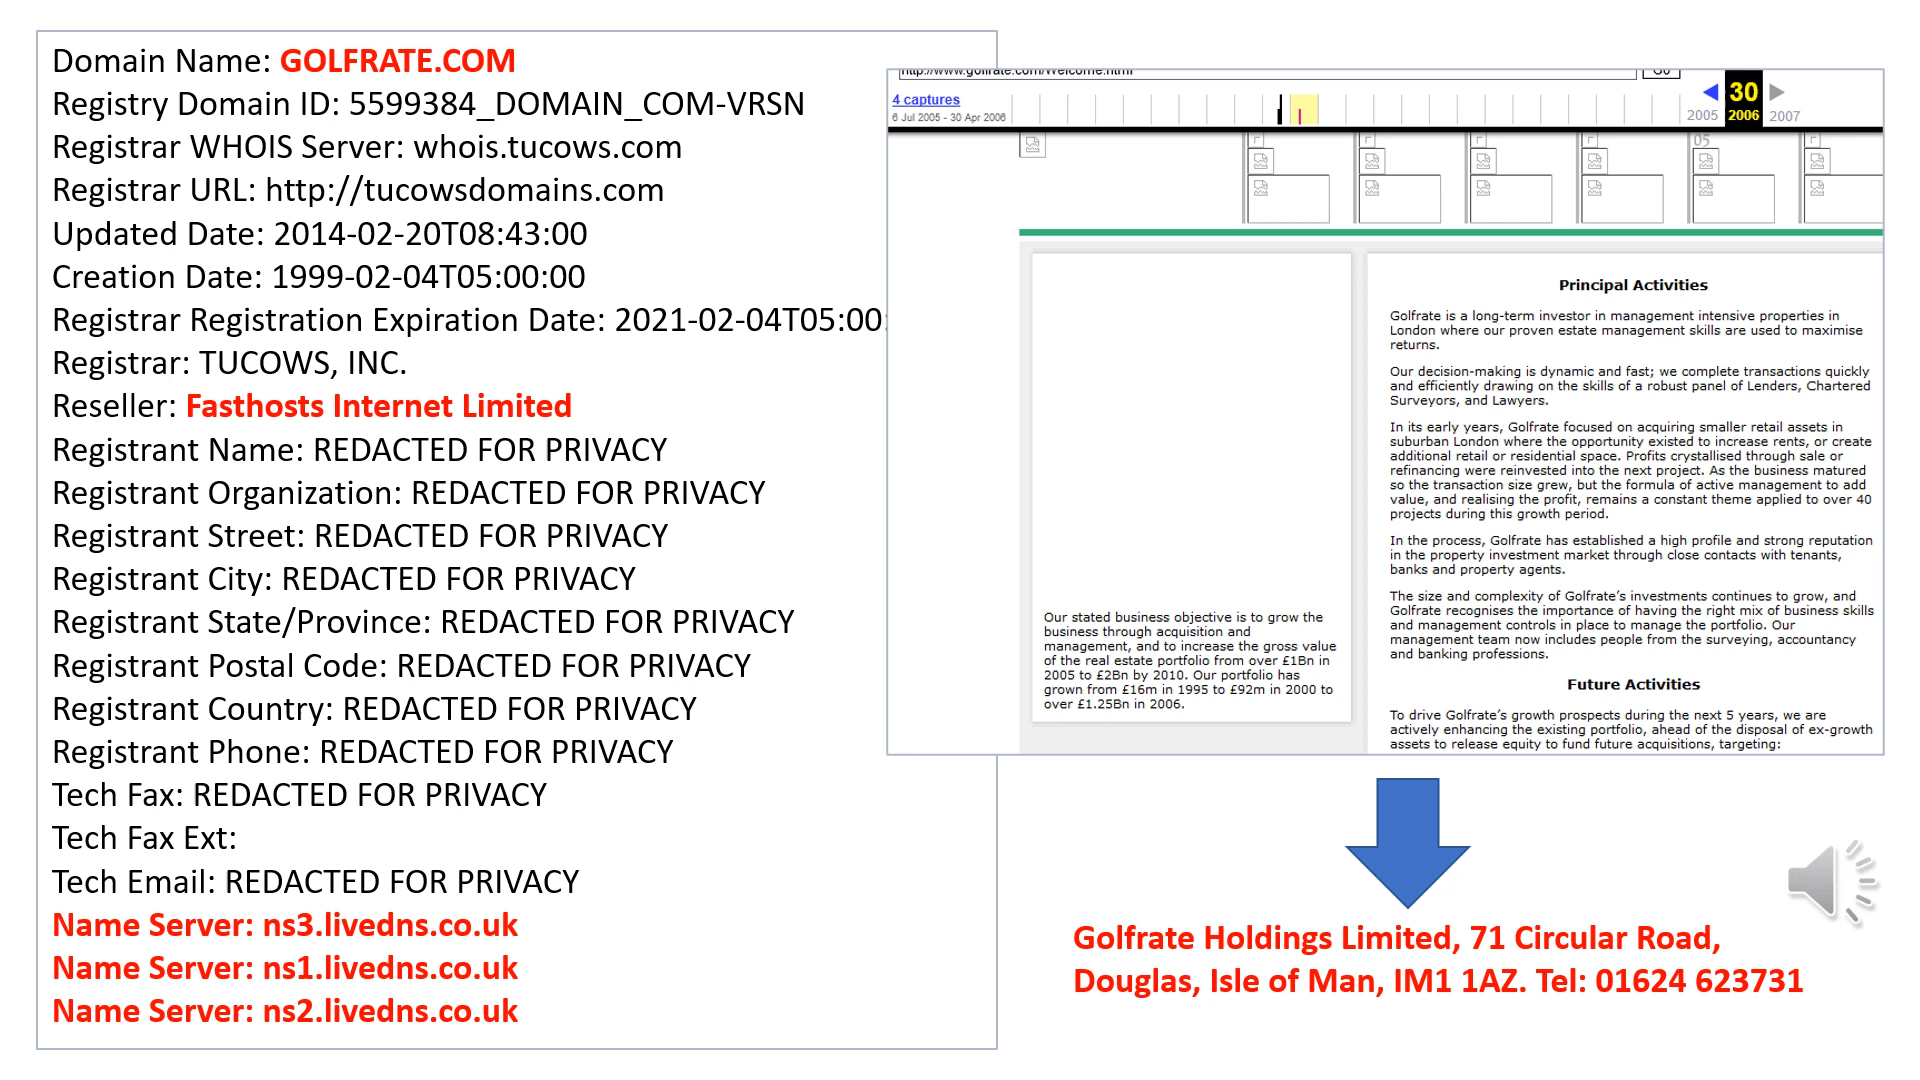 Domain Name: GOLFRATE.COM
Registry Domain ID: 5599384_DOMAIN_COM-VRSN
Registrar WHOIS Server: whois.tucows.com
Registrar URL: http://tucowsdomains.com
Updated Date: 2014-02-20T08:43:00
Creation Date: 1999-02-04T05:00:00
Registrar Registration Expiration Date: 2021-02-04T05:00:
Registrar: TUCOWS, INC.
Reseller: Fasthosts Internet Limited
Registrant Name: REDACTED FOR PRIVACY
Registrant Organization: REDACTED FOR PRIVACY
Registrant Street: REDACTED FOR PRIVACY
Registrant City: REDACTED FOR PRIVACY
Registrant State/Province: REDACTED FOR PRIVACY
Registrant Postal Code: REDACTED FOR PRIVACY
Registrant Country: REDACTED FOR PRIVACY
Registrant Phone: REDACTED FOR PRIVACY
Tech Fax: REDACTED FOR PRIVACY
Tech Fax Ext:
Tech Email: REDACTED FOR PRIVACY
Name Server: ns3.livedns.co.uk
Name Server: ns1.livedns.co.uk
Name Server: ns2.livedns.co.uk
http://www.golfrate.com/Welcome.html Go
4 captures
6 Jul 2005 - 30 Apr 2006
30
2005 2006 2007
05
Our stated business objective is to grow the
business through acquisition and
management, and to increase the gross value
of the real estate portfolio from over £1Bn in
2005 to £2Bn by 2010. Our portfolio has
grown from £16m in 1995 to £92m in 2000 to
over £1.25Bn in 2006.
Principal Activities
Golfrate is a long-term investor in management intensive properties in
London where our proven estate management skills are used to maximise
returns.
Our decision-making is dynamic and fast; we complete transactions quickly
and efficiently drawing on the skills of a robust panel of Lenders, Chartered
Surveyors, and Lawyers.
In its early years, Golfrate focused on acquiring smaller retail assets in
suburban London where the opportunity existed to increase rents, or create
additional retail or residential space. Profits crystallised through sale or
refinancing were reinvested into the next project. As the business matured
so the transaction size grew, but the formula of active management to add
value, and realising the profit, remains a constant theme applied to over 40
projects during this growth period.
In the process, Golfrate has established a high profile and strong reputation
in the property investment market through close contacts with tenants,
banks and property agents.
The size and complexity of Golfrate's investments continues to grow, and
Golfrate recognises the importance of having the right mix of business skills
and management controls in place to manage the portfolio. Our
management team now includes people from the surveying, accountancy
and banking professions.
Future Activities
To drive Golfrate's growth prospects during the next 5 years, we are
actively enhancing the existing portfolio, ahead of the disposal of ex-growth
assets to release equity to fund future acquisitions, targeting:
Golfrate Holdings Limited, 71 Circular Road,
Douglas, Isle of Man, IM1 1AZ. Tel: 01624 623731